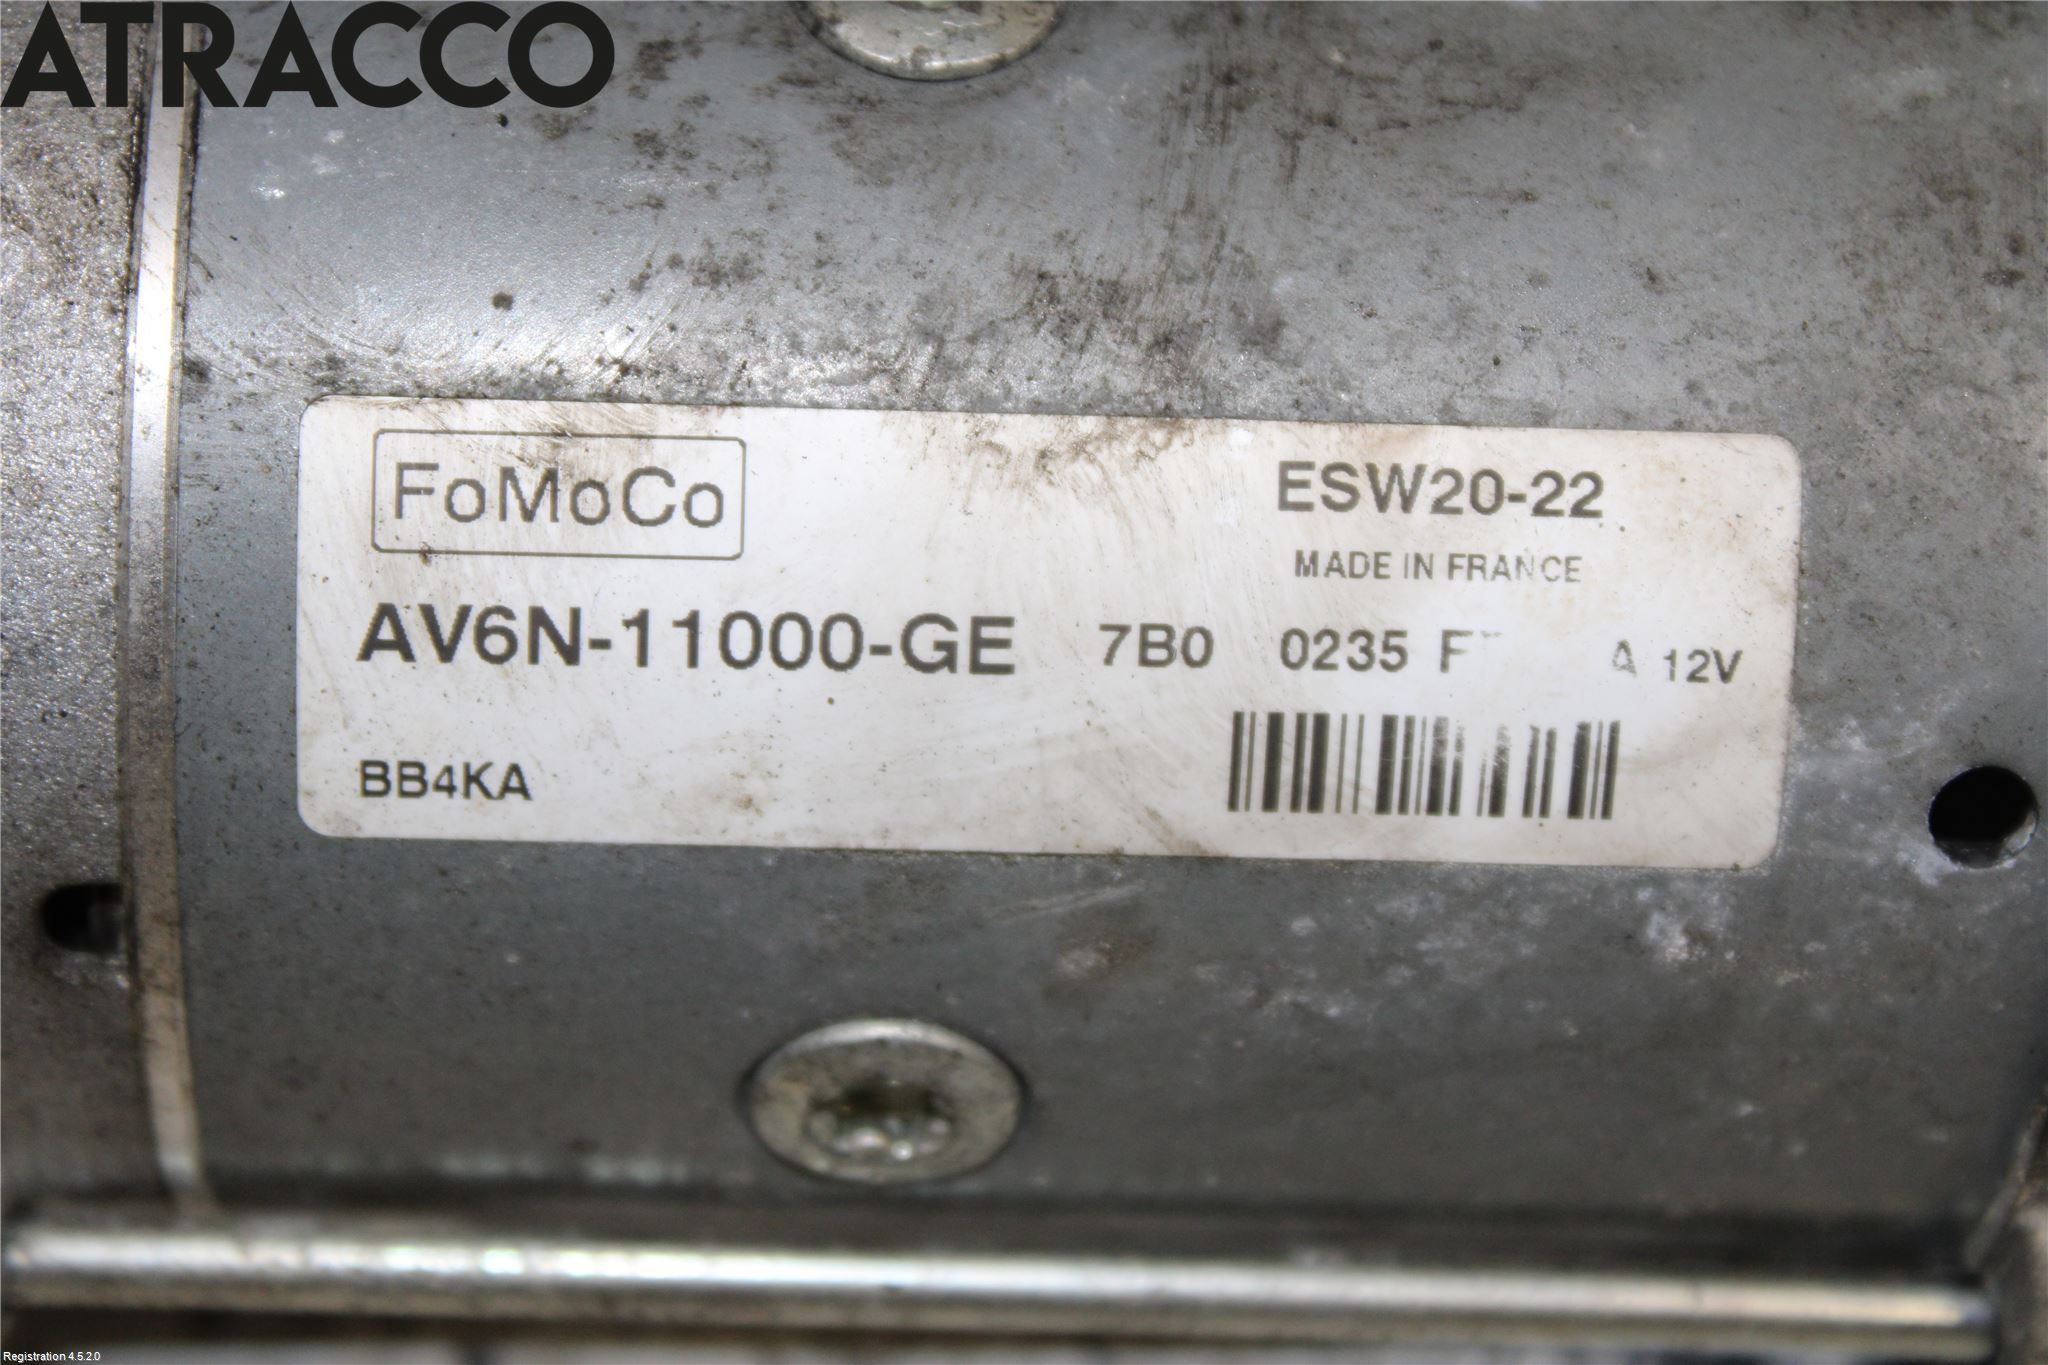 ATRACCO
FoMoCo ESW20-22
MADE IN FRANCE
AV6N-11000-GE 7B0 0235 A 12V
BB4KA
Registration 4.5.2.0